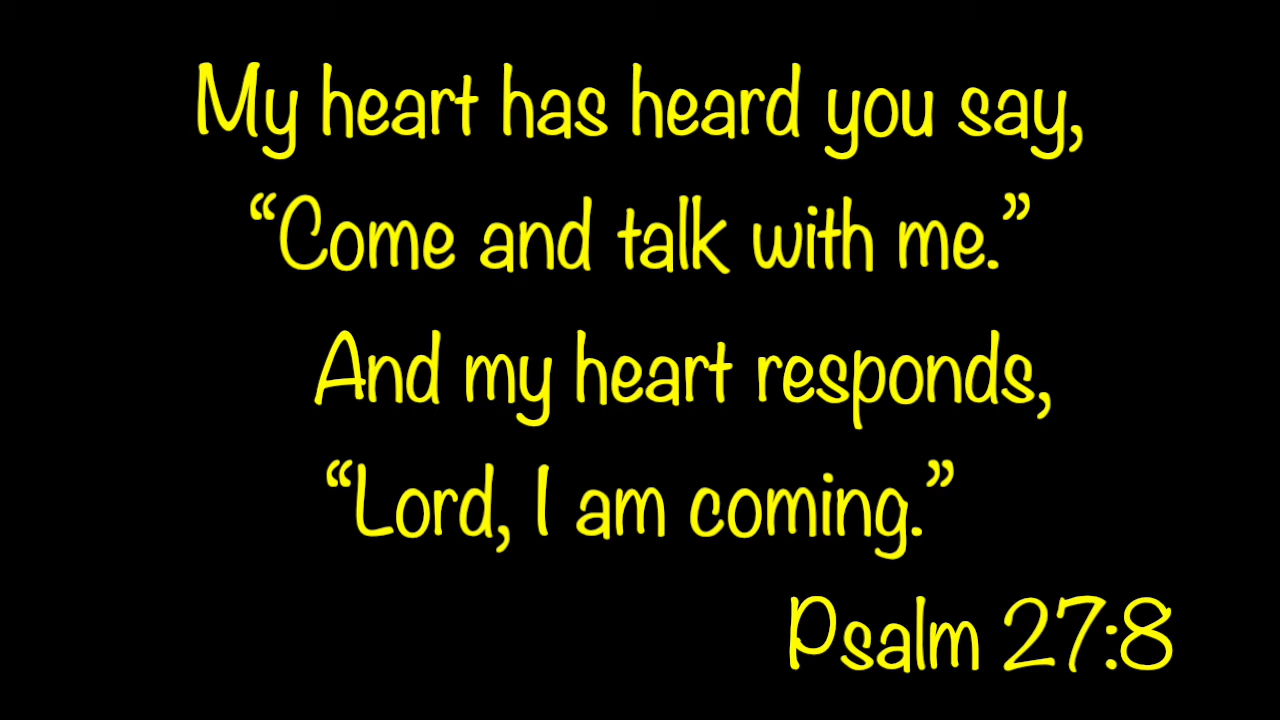 My heart has heard you say,
“Come and talk with me.”
And my heart responds,
“Lord, I am coming.”
Psalm 27:8